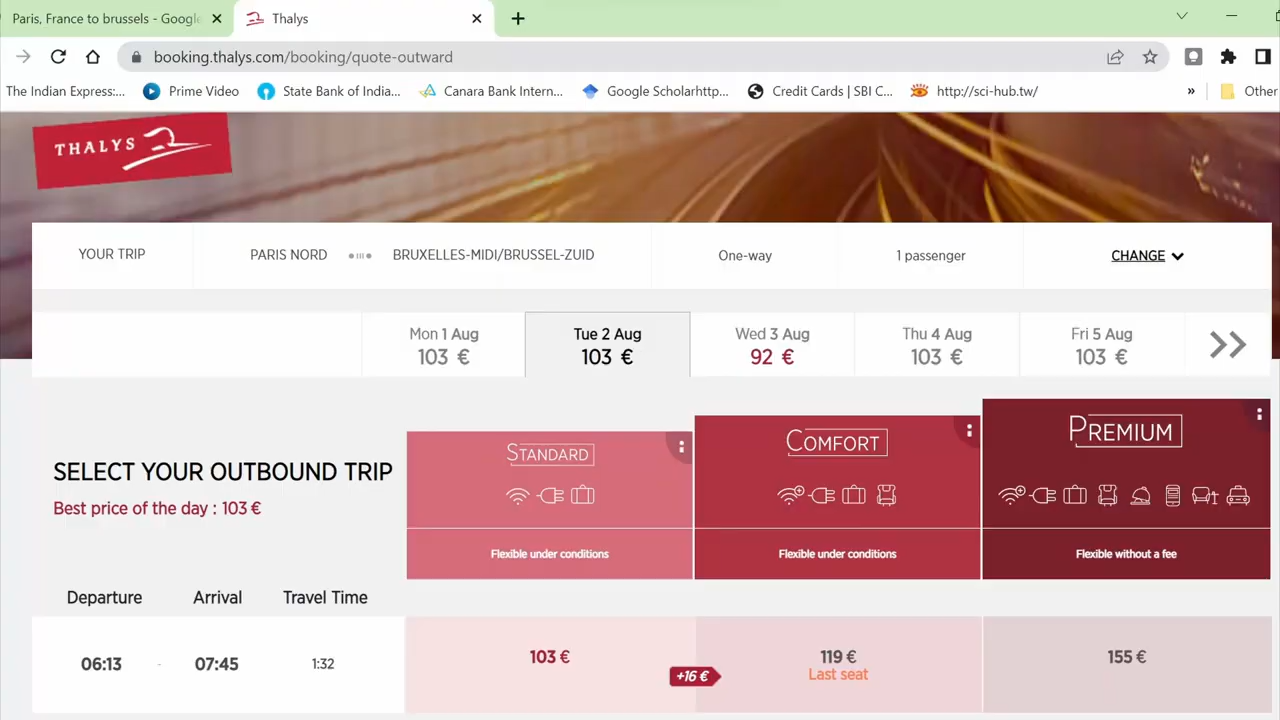 Paris, France to brussels - Google
Thalys
booking.thalys.com/booking/quote-outward
The Indian Express:...
Prime Video
State Bank of India...
Canara Bank Intern...
Google Scholarhttp...
Credit Cards | SBI C...
http://sci-hub.tw/
»
Other
THALYS
YOUR TRIP
PARIS NORD
BRUXELLES-MIDI/BRUSSEL-ZUID
One-way
1 passenger
CHANGE
Mon 1 Aug
103 €
Tue 2 Aug
103 €
Wed 3 Aug
92 €
Thu 4 Aug
103 €
Fri 5 Aug
103 €
STANDARD
COMFORT
PREMIUM
SELECT YOUR OUTBOUND TRIP
Best price of the day : 103 €
Flexible under conditions
Flexible under conditions
Flexible without a fee
Departure
Arrival
Travel Time
06:13 - 07:45
1:32
103 €
+16 €
119 €
Last seat
155 €